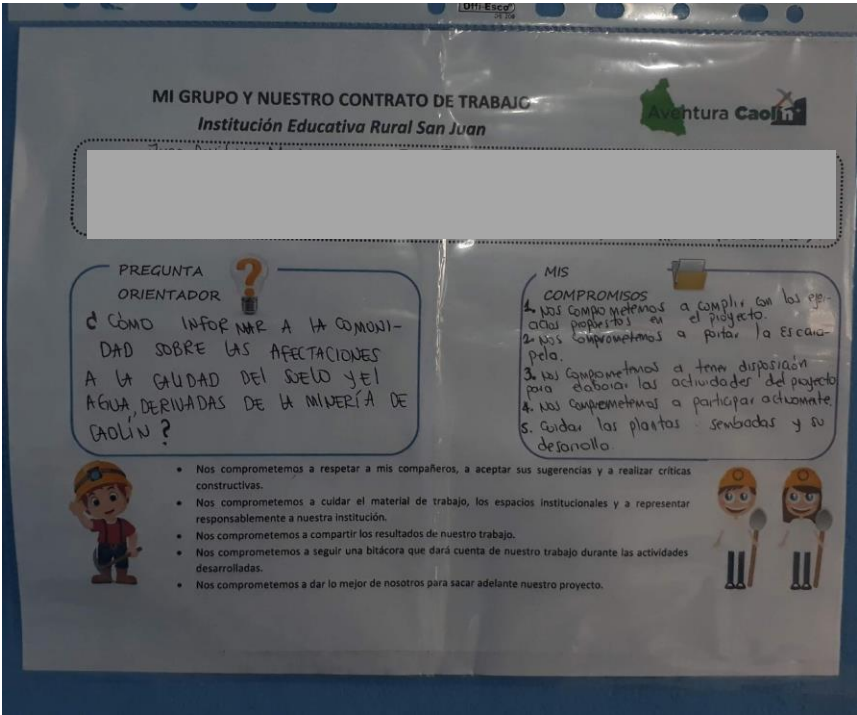 Offi-Esco
MI GRUPO Y NUESTRO CONTRATO DE TRABAJO
Institución Educativa Rural San Juan
Aventura Caolín
PREGUNTA
ORIENTADOR
¿CÓMO INFORMAR A LA COMONI-
DAD SOBRE LAS AFECTACIONES
A LA CALIDAD DEL SUELO Y EL
AGUA, DERIVADAS DE LA MINERÍA DE
CAOLÍN?
MIS
COMPROMISOS
1. Nos comprometemos a cumplir con los eje-
propuestos en el proyecto.
2. Nos comprometemos a portar la escara-
pela.
3. Nos comprometemos a tener disposición
para elaborar las actividades del proyecto
4. Nos comprometemos a participar activamente.
5. Cuidar las plantas sembradas y su
desarrollo.
• Nos comprometemos a respetar a mis compañeros, a aceptar sus sugerencias y a realizar críticas
constructivas.
• Nos comprometemos a cuidar el material de trabajo, los espacios institucionales y a representar
responsablemente a nuestra institución.
• Nos comprometemos a compartir los resultados de nuestro trabajo.
• Nos comprometemos a seguir una bitácora que dará cuenta de nuestro trabajo durante las actividades
desarrolladas.
• Nos comprometemos a dar lo mejor de nosotros para sacar adelante nuestro proyecto.